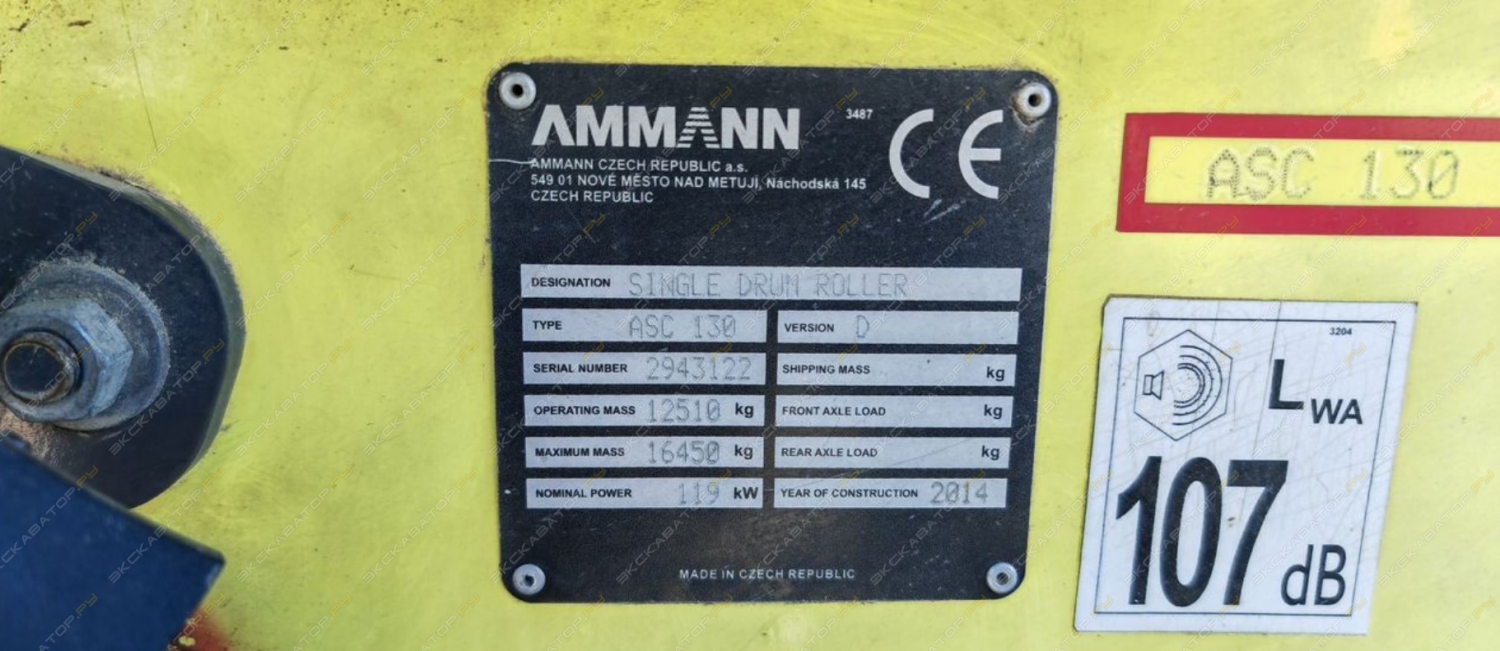 AMMANN
3487
CE
AMMANN CZECH REPUBLIC a.s.
549 01 NOVÉ MĚSTO NAD METUJÍ, Náchodská 145
CZECH REPUBLIC
DESIGNATION SINGLE DRUM ROLLER
TYPE ASC 130 VERSION D
SERIAL NUMBER 2943122 SHIPPING MASS kg
OPERATING MASS 12510 kg FRONT AXLE LOAD kg
MAXIMUM MASS 16450 kg REAR AXLE LOAD kg
NOMINAL POWER 119 kW YEAR OF CONSTRUCTION 2014
MADE IN CZECH REPUBLIC
ASC 130
3204
LWA
107 dB
ЭКСКАВАТОР.РУ